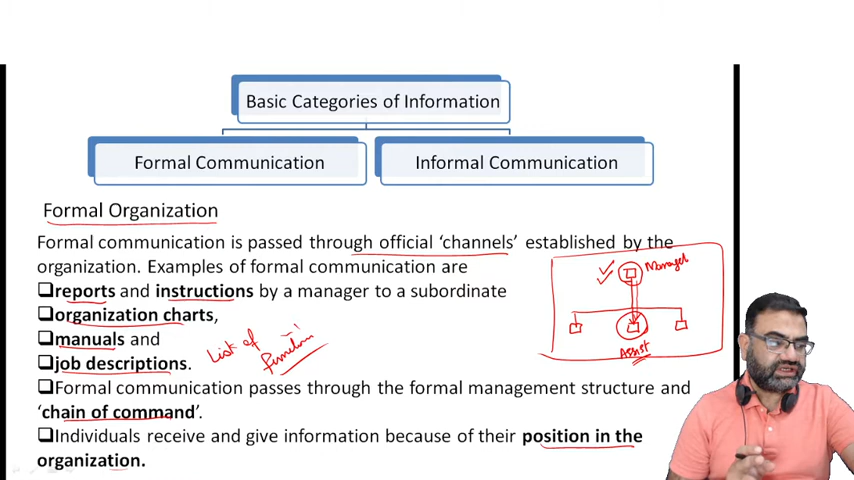 Basic Categories of Information
Formal Communication
Informal Communication
Formal Organization
Formal communication is passed through official ‘channels’ established by the
organization. Examples of formal communication are
❑reports and instructions by a manager to a subordinate
❑organization charts,
❑manuals and
❑job descriptions.
❑Formal communication passes through the formal management structure and
‘chain of command’.
❑Individuals receive and give information because of their position in the
organization.
Manager
Assist
List of